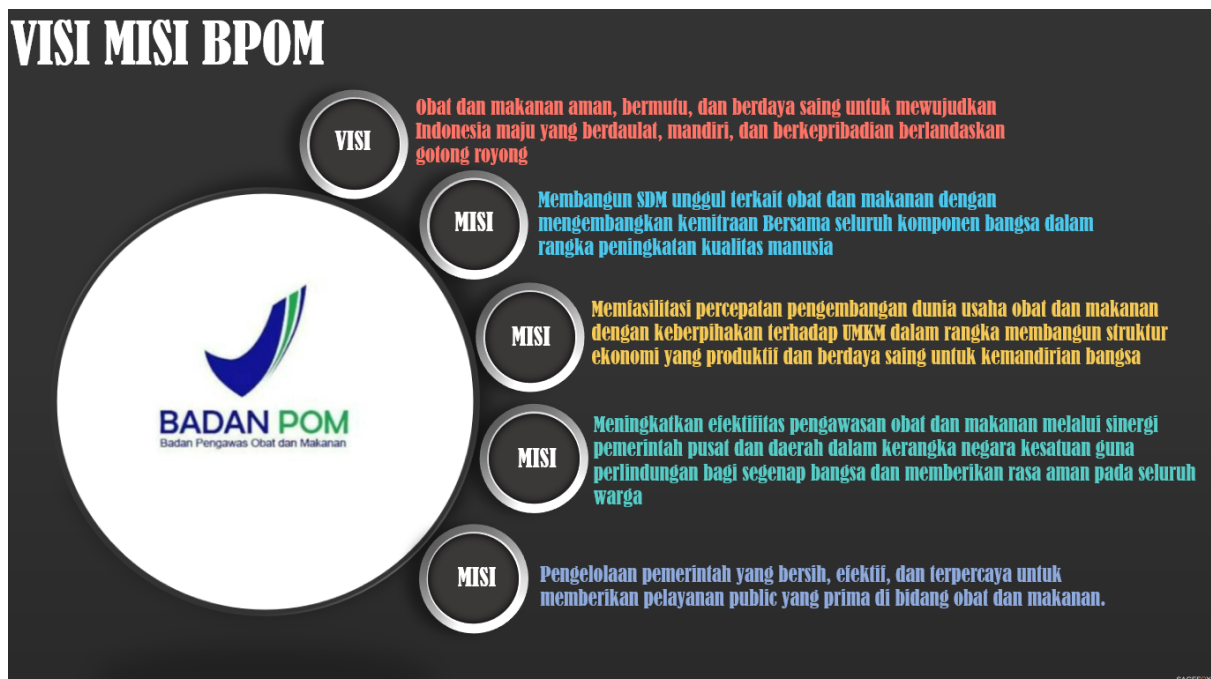 VISI MISI BPOM
VISI
Obat dan makanan aman, bermutu, dan berdaya saing untuk mewujudkan
Indonesia maju yang berdaulat, mandiri, dan berkepribadian berlandaskan
gotong royong
MISI
Membangun SDM unggul terkait obat dan makanan dengan
mengembangkan kemitraan Bersama seluruh komponen bangsa dalam
rangka peningkatan kualitas manusia
MISI
Memfasilitasi percepatan pengembangan dunia usaha obat dan makanan
dengan keberpihakan terhadap UMKM dalam rangka membangun struktur
ekonomi yang produktif dan berdaya saing untuk kemandirian bangsa
MISI
Meningkatkan efektifitas pengawasan obat dan makanan melalui sinergi
pemerintah pusat dan daerah dalam kerangka negara kesatuan guna
perlindungan bagi segenap bangsa dan memberikan rasa aman pada seluruh
warga
MISI
Pengelolaan pemerintah yang bersih, efektif, dan terpercaya untuk
memberikan pelayanan public yang prima di bidang obat dan makanan.
BADAN POM
Badan Pengawas Obat dan Makanan